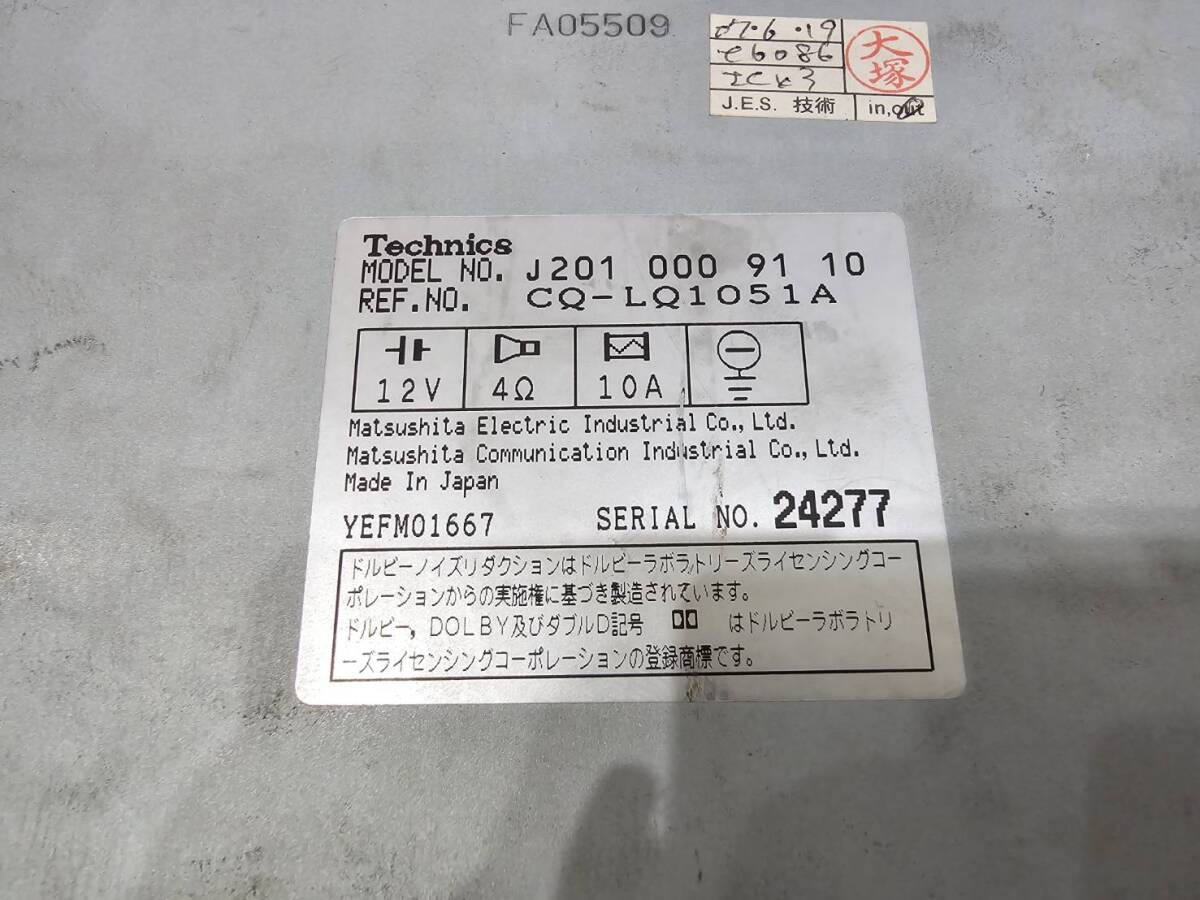 FA05509
07.6.19
e6086
大塚
J.E.S. 技術 in,out
Technics
MODEL NO. J201 000 91 10
REF.NO. CQ-LQ1051A
12V 4Ω 10A
Matsushita Electric Industrial Co., Ltd.
Matsushita Communication Industrial Co., Ltd.
Made In Japan
YEFM01667 SERIAL NO. 24277
ドルビーノイズリダクションはドルビーラボラトリーズライセンシングコー
ポレーションからの実施権に基づき製造されています。
ドルビー, DOLBY及びダブルD記号 は ドルビーラボラトリ
ーズライセンシングコーポレーションの登録商標です。